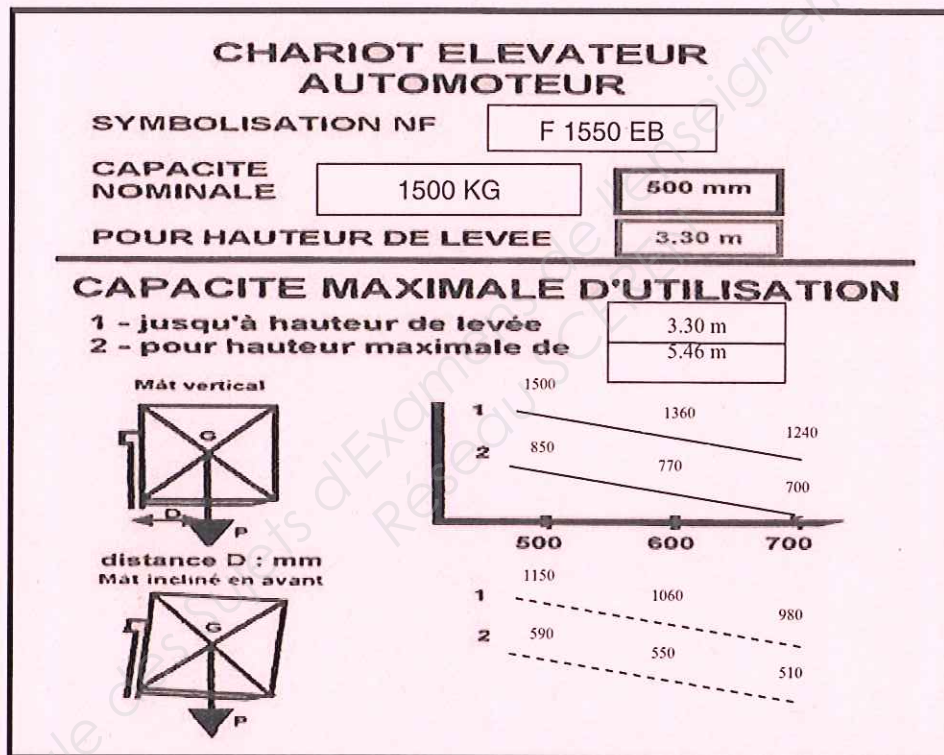 CHARIOT ELEVATEUR
AUTOMOTEUR
SYMBOLISATION NF F 1550 EB
CAPACITE
NOMINALE 1500 KG 500 mm
POUR HAUTEUR DE LEVEE 3.30 m
CAPACITE MAXIMALE D'UTILISATION
1 - jusqu'à hauteur de levée 3.30 m
2 - pour hauteur maximale de 5.46 m
Mât vertical
G
D
P
distance D : mm
1500
1 1360 1240
2 850 770 700
500 600 700
Mât incliné en avant
G
P
1150
1 1060 980
2 590 550 510
Réseau SCEREN